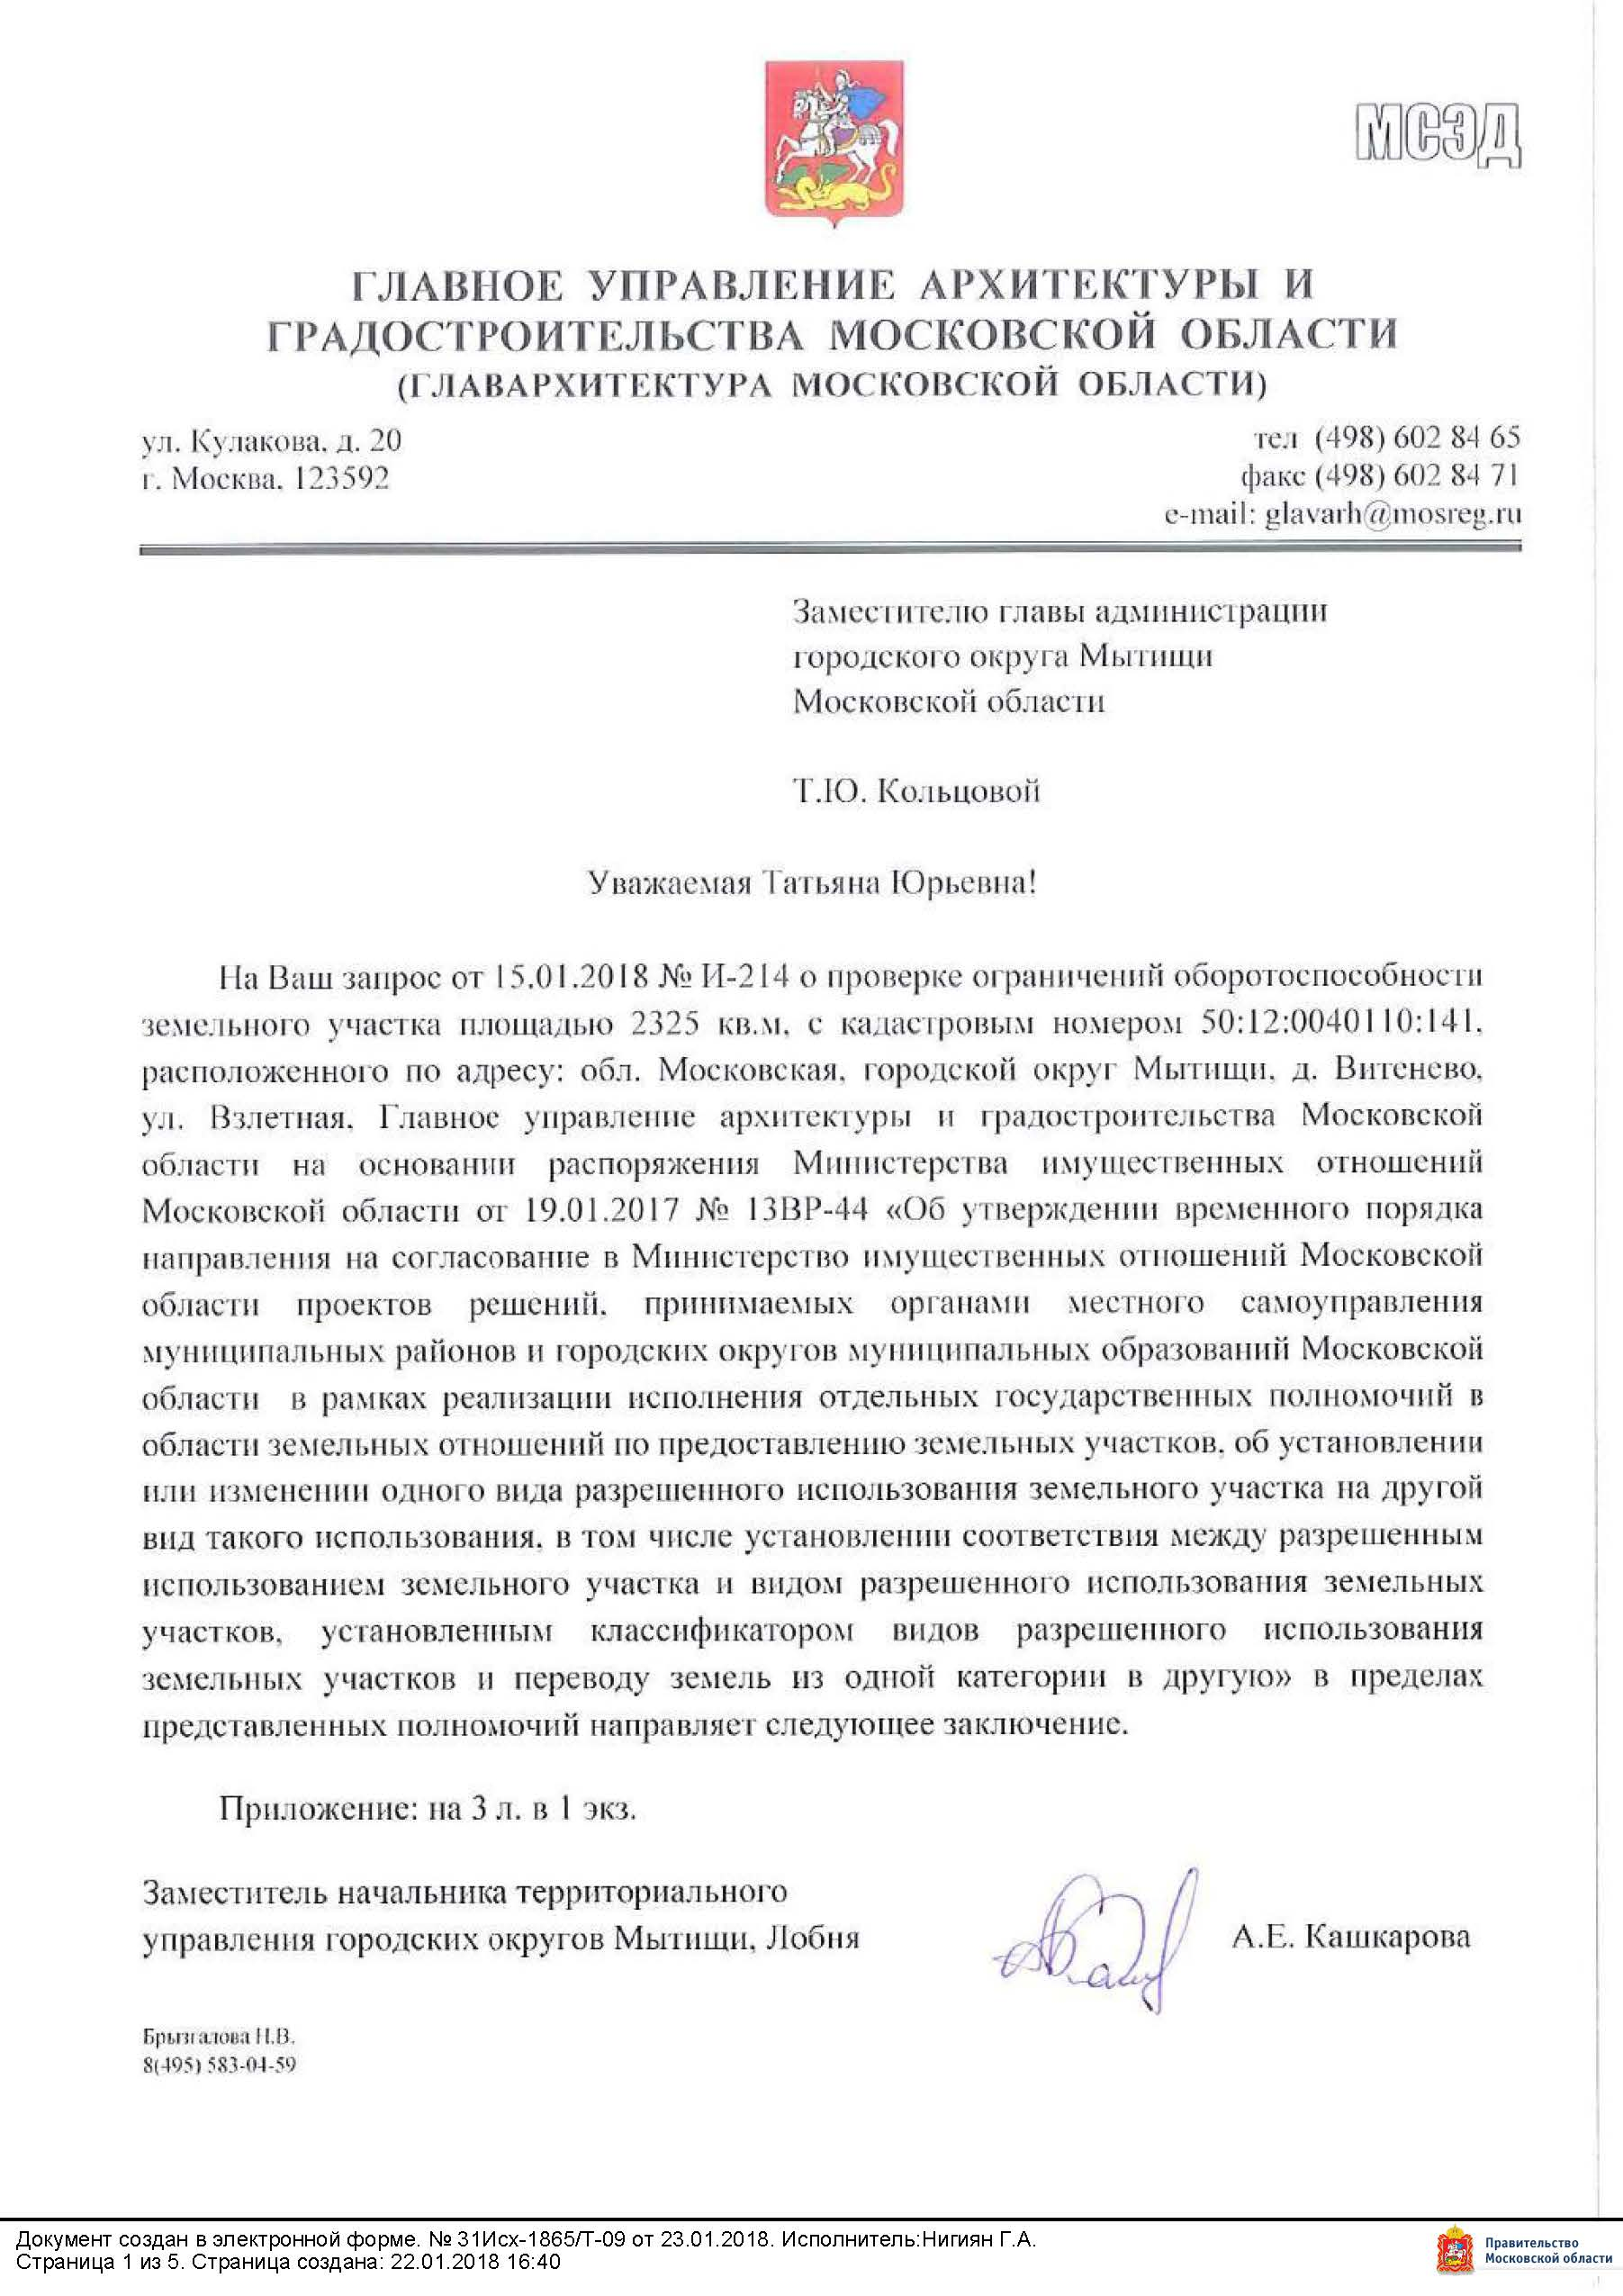 МСЭД
ГЛАВНОЕ УПРАВЛЕНИЕ АРХИТЕКТУРЫ И
ГРАДОСТРОИТЕЛЬСТВА МОСКОВСКОЙ ОБЛАСТИ
(ГЛАВАРХИТЕКТУРА МОСКОВСКОЙ ОБЛАСТИ)
ул. Кулакова, д. 20
г. Москва, 123592
тел (498) 602 84 65
факс (498) 602 84 71
e-mail: glavarh@mosreg.ru
Заместителю главы администрации
городского округа Мытищи
Московской области
Т.Ю. Кольцовой
Уважаемая Татьяна Юрьевна!
На Ваш запрос от 15.01.2018 № И-214 о проверке ограничений оборотоспособности
земельного участка площадью 2325 кв.м, с кадастровым номером 50:12:0040110:141,
расположенного по адресу: обл. Московская, городской округ Мытищи, д. Витенево,
ул. Взлетная, Главное управление архитектуры и градостроительства Московской
области на основании распоряжения Министерства имущественных отношений
Московской области от 19.01.2017 № 13ВР-44 «Об утверждении временного порядка
направления на согласование в Министерство имущественных отношений Московской
области проектов решений, принимаемых органами местного самоуправления
муниципальных районов и городских округов муниципальных образований Московской
области в рамках реализации исполнения отдельных государственных полномочий в
области земельных отношений по предоставлению земельных участков, об установлении
или изменении одного вида разрешенного использования земельного участка на другой
вид такого использования, в том числе установлении соответствия между разрешенным
использованием земельного участка и видом разрешенного использования земельных
участков, установленным классификатором видов разрешенного использования
земельных участков и переводу земель из одной категории в другую» в пределах
представленных полномочий направляет следующее заключение.
Приложение: на 3 л. в 1 экз.
Заместитель начальника территориального
управления городских округов Мытищи, Лобня
А.Е. Кашкарова
Брызгалова Н.В.
8(495) 583-04-59
Документ создан в электронной форме. № 31Исх-1865/Т-09 от 23.01.2018. Исполнитель:Нигиян Г.А.
Страница 1 из 5. Страница создана: 22.01.2018 16:40
Правительство
Московской области